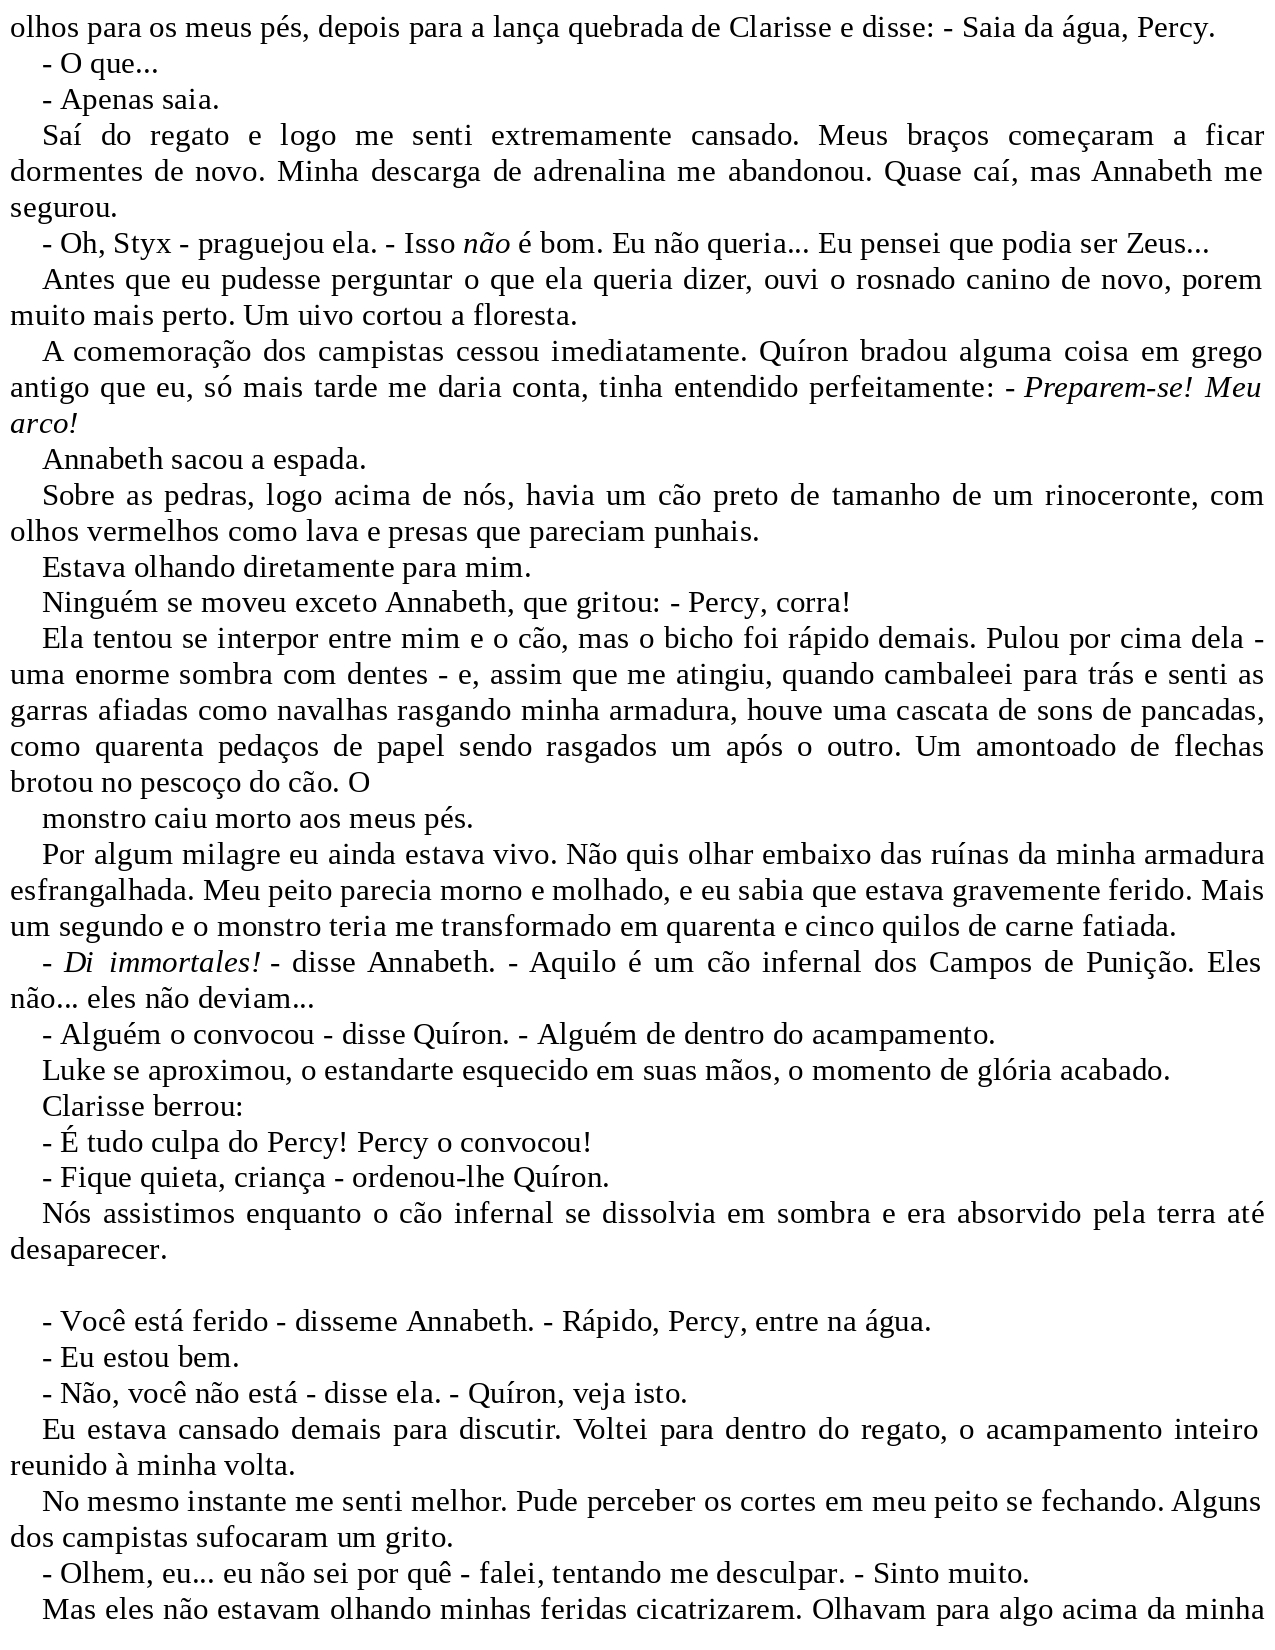 olhos para os meus pés, depois para a lança quebrada de Clarisse e disse: - Saia da água, Percy.
- O que...
- Apenas saia.
Saí do regato e logo me senti extremamente cansado. Meus braços começaram a ficar
dormentes de novo. Minha descarga de adrenalina me abandonou. Quase caí, mas Annabeth me
segurou.
- Oh, Styx - praguejou ela. - Isso não é bom. Eu não queria... Eu pensei que podia ser Zeus...
Antes que eu pudesse perguntar o que ela queria dizer, ouvi o rosnado canino de novo, porem
muito mais perto. Um uivo cortou a floresta.
A comemoração dos campistas cessou imediatamente. Quíron bradou alguma coisa em grego
antigo que eu, só mais tarde me daria conta, tinha entendido perfeitamente: - Preparem-se! Meu
arco!
Annabeth sacou a espada.
Sobre as pedras, logo acima de nós, havia um cão preto de tamanho de um rinoceronte, com
olhos vermelhos como lava e presas que pareciam punhais.
Estava olhando diretamente para mim.
Ninguém se moveu exceto Annabeth, que gritou: - Percy, corra!
Ela tentou se interpor entre mim e o cão, mas o bicho foi rápido demais. Pulou por cima dela -
uma enorme sombra com dentes - e, assim que me atingiu, quando cambaleei para trás e senti as
garras afiadas como navalhas rasgando minha armadura, houve uma cascata de sons de pancadas,
como quarenta pedaços de papel sendo rasgados um após o outro. Um amontoado de flechas
brotou no pescoço do cão. O
monstro caiu morto aos meus pés.
Por algum milagre eu ainda estava vivo. Não quis olhar embaixo das ruínas da minha armadura
esfrangalhada. Meu peito parecia morno e molhado, e eu sabia que estava gravemente ferido. Mais
um segundo e o monstro teria me transformado em quarenta e cinco quilos de carne fatiada.
- Di immortales! - disse Annabeth. - Aquilo é um cão infernal dos Campos de Punição. Eles
não... eles não deviam...
- Alguém o convocou - disse Quíron. - Alguém de dentro do acampamento.
Luke se aproximou, o estandarte esquecido em suas mãos, o momento de glória acabado.
Clarisse berrou:
- É tudo culpa do Percy! Percy o convocou!
- Fique quieta, criança - ordenou-lhe Quíron.
Nós assistimos enquanto o cão infernal se dissolvia em sombra e era absorvido pela terra até
desaparecer.
- Você está ferido - disseme Annabeth. - Rápido, Percy, entre na água.
- Eu estou bem.
- Não, você não está - disse ela. - Quíron, veja isto.
Eu estava cansado demais para discutir. Voltei para dentro do regato, o acampamento inteiro
reunido à minha volta.
No mesmo instante me senti melhor. Pude perceber os cortes em meu peito se fechando. Alguns
dos campistas sufocaram um grito.
- Olhem, eu... eu não sei por quê - falei, tentando me desculpar. - Sinto muito.
Mas eles não estavam olhando minhas feridas cicatrizarem. Olhavam para algo acima da minha